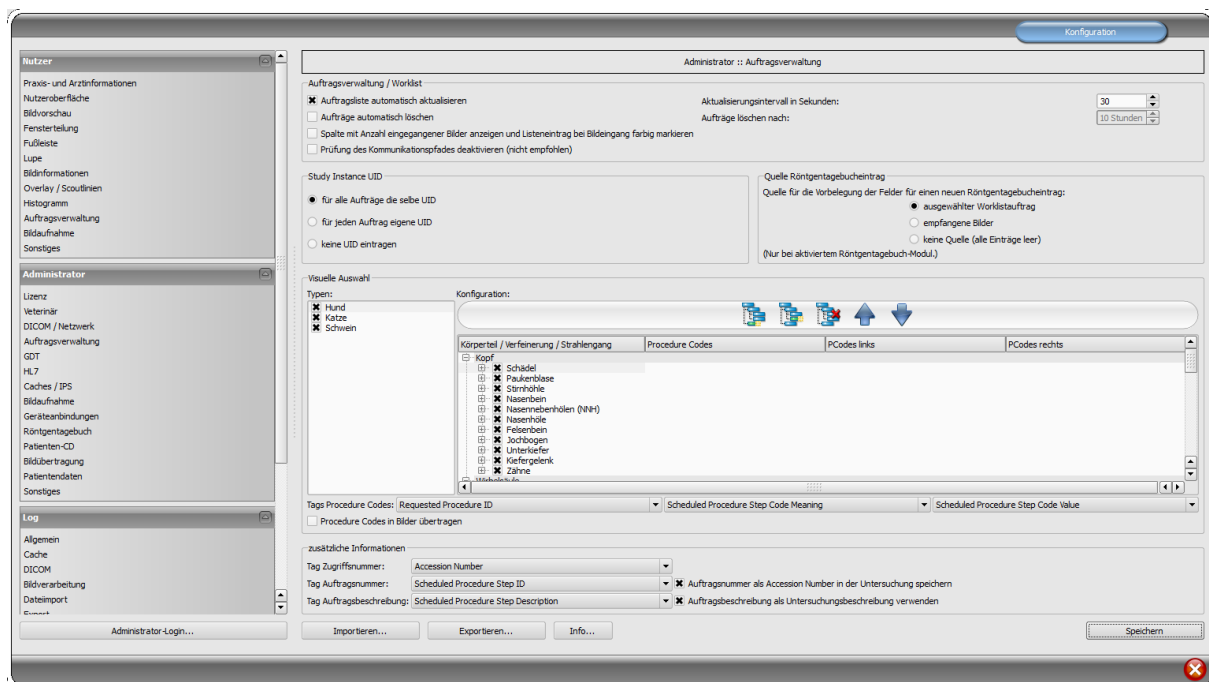 Konfiguration
Nutzer
Praxis- und Arztinformationen
Nutzeroberfläche
Bildvorschau
Fensterteilung
Fußleiste
Lupe
Bildinformationen
Overlay / Scoutlinien
Histogramm
Auftragsverwaltung
Bildaufnahme
Sonstiges
Administrator
Lizenz
Veterinär
DICOM / Netzwerk
Auftragsverwaltung
GDT
HL7
Caches / IPS
Bildaufnahme
Geräteanbindungen
Röntgentagebuch
Patienten-CD
Bildübertragung
Patientendaten
Sonstiges
Log
Allgemein
Cache
DICOM
Bildverarbeitung
Dateiimport
Administrator-Login...
Administrator :: Auftragsverwaltung
Auftragsverwaltung / Worklist
Auftragsliste automatisch aktualisieren
Aktualisierungsintervall in Sekunden:
30
Aufträge automatisch löschen
Aufträge löschen nach:
10 Stunden
Spalte mit Anzahl eingegangener Bilder anzeigen und Listeneintrag bei Bildeingang farbig markieren
Prüfung des Kommunikationspfades deaktivieren (nicht empfohlen)
Study Instance UID
für alle Aufträge die selbe UID
für jeden Auftrag eigene UID
keine UID eintragen
Quelle Röntgentagebucheintrag
Quelle für die Vorbelegung der Felder für einen neuen Röntgentagebucheintrag:
ausgewählter Worklistauftrag
empfangene Bilder
keine Quelle (alle Einträge leer)
(Nur bei aktiviertem Röntgentagebuch-Modul.)
Visuelle Auswahl
Typen:
Hund
Katze
Schwein
Konfiguration:
Körperteil / Verfeinerung / Strahlengang Procedure Codes PCodes links PCodes rechts
Kopf
Schädel
Paukenblase
Stirnhöhle
Nasenbein
Nasennebenhölen (NNH)
Nasenhöle
Felsenbein
Jochbogen
Unterkiefer
Kiefergelenk
Zähne
Tags Procedure Codes: Requested Procedure ID Scheduled Procedure Step Code Meaning Scheduled Procedure Step Code Value
Procedure Codes in Bilder übertragen
zusätzliche Informationen
Tag Zugriffsnummer: Accession Number
Tag Auftragsnummer: Scheduled Procedure Step ID Auftragsnummer als Accession Number in der Untersuchung speichern
Tag Auftragsbeschreibung: Scheduled Procedure Step Description Auftragsbeschreibung als Untersuchungsbeschreibung verwenden
Importieren... Exportieren... Info... Speichern